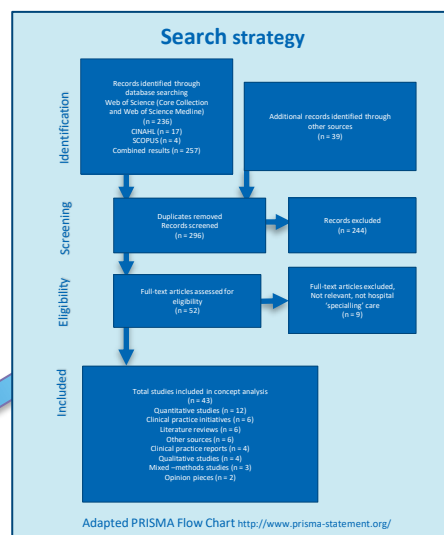 Search strategy
Identification
Records identified through
database searching
Web of Science (Core Collection
and Web of Science Medline)
(n = 236)
CINAHL (n = 17)
SCOPUS (n = 4)
Combined results (n = 257)
Additional records identified through
other sources
(n = 39)
Screening
Duplicates removed
Records screened
(n = 296)
Records excluded
(n = 244)
Eligibility
Full-text articles assessed for
eligibility
(n = 52)
Full-text articles excluded,
Not relevant, not hospital
‘specialling’ care
(n = 9)
Included
Total studies included in concept analysis
(n = 43)
Quantitative studies (n = 12)
Clinical practice initiatives (n = 6)
Literature reviews (n = 6)
Other sources (n = 6)
Clinical practice reports (n = 4)
Qualitative studies (n = 4)
Mixed –methods studies (n = 3)
Opinion pieces (n = 2)
Adapted PRISMA Flow Chart http://www.prisma-statement.org/